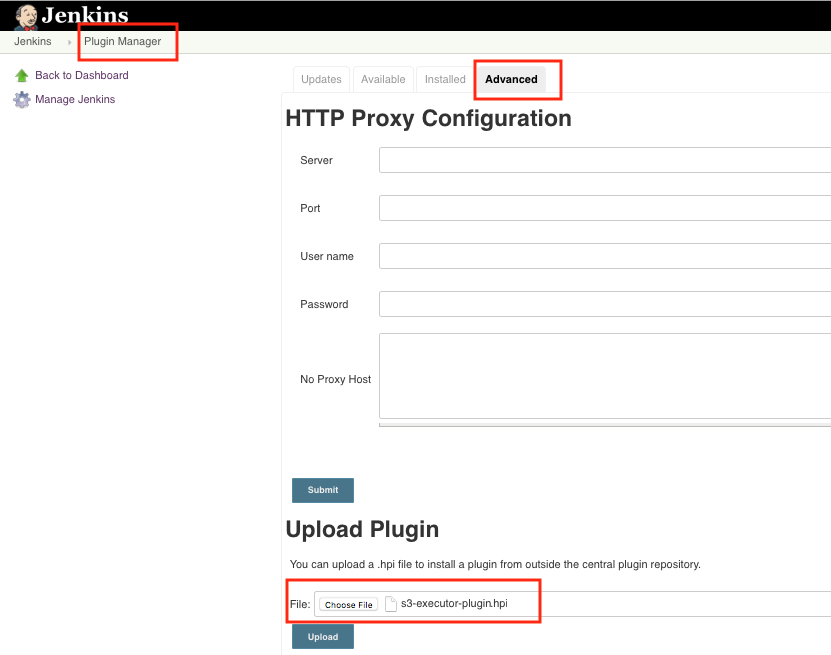 Jenkins
Jenkins Plugin Manager
Back to Dashboard
Manage Jenkins
Updates Available Installed Advanced
HTTP Proxy Configuration
Server
Port
User name
Password
No Proxy Host
Submit
Upload Plugin
You can upload a .hpi file to install a plugin from outside the central plugin repository.
File: Choose File s3-executor-plugin.hpi
Upload